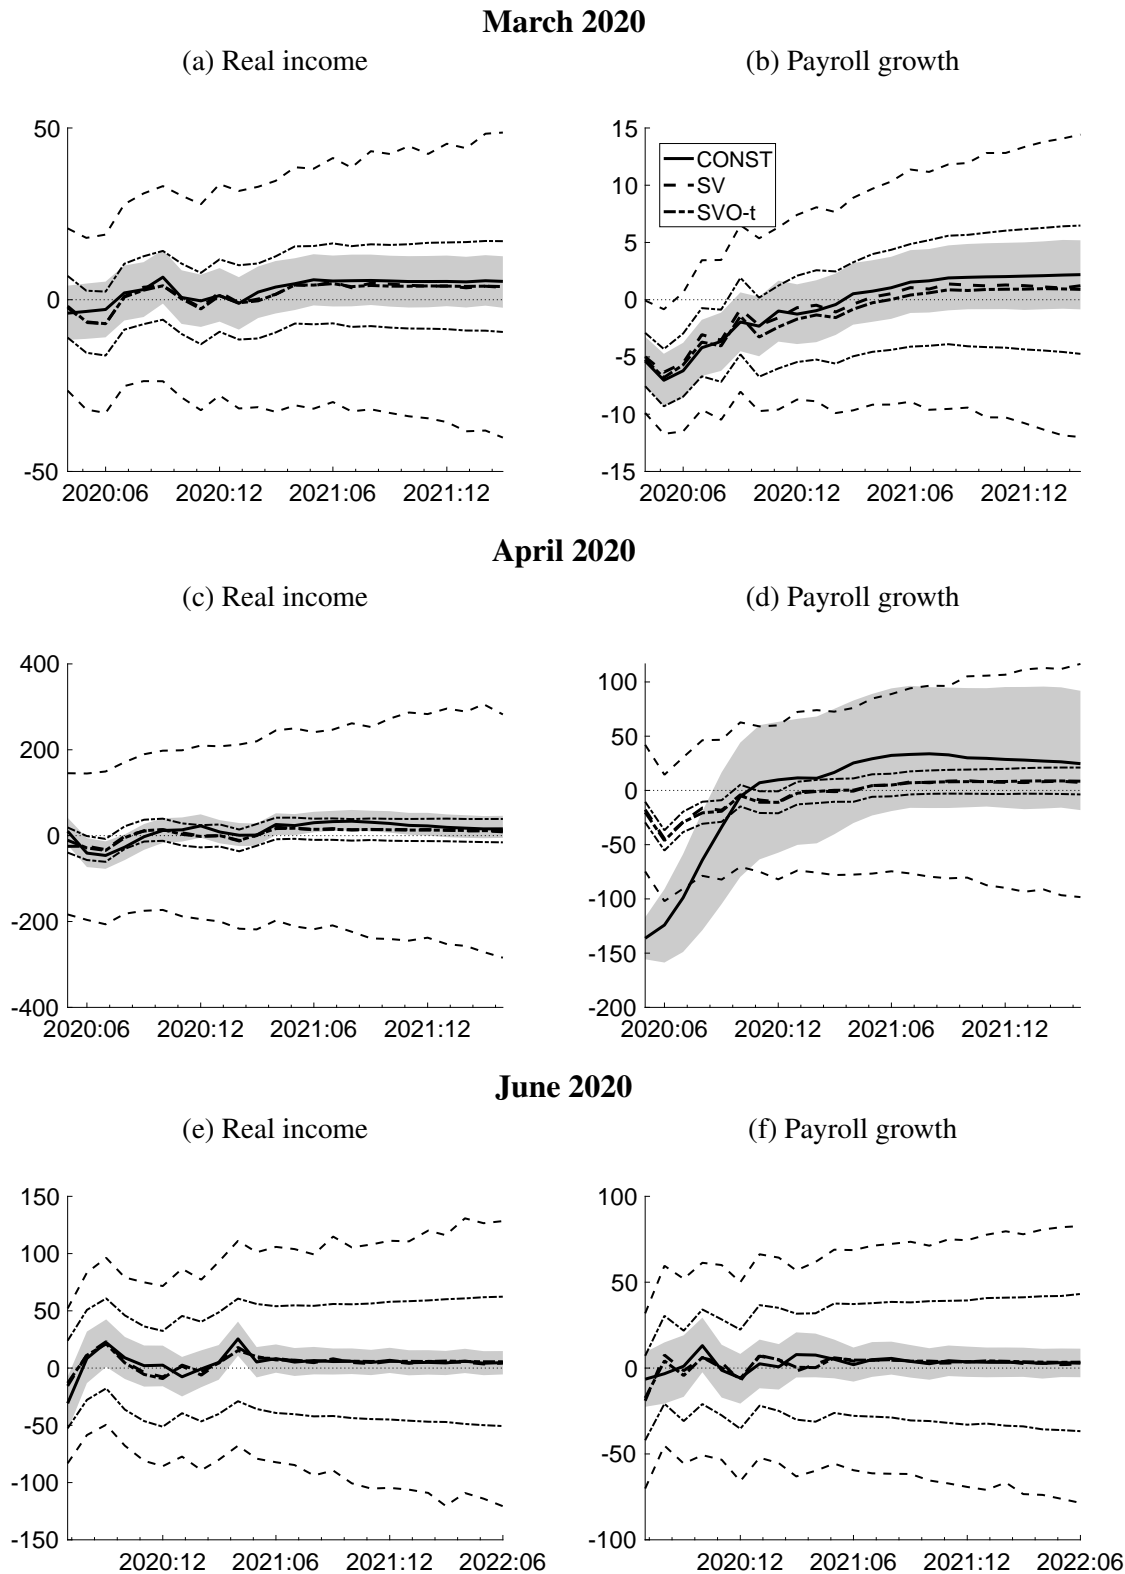 March 2020
(a) Real income
(b) Payroll growth
50
0
-50
2020:06 2020:12 2021:06 2021:12
15
10
5
0
-5
-10
-15
CONST
SV
SVO-t
2020:06 2020:12 2021:06 2021:12
April 2020
(c) Real income
(d) Payroll growth
400
200
0
-200
-400
2020:06 2020:12 2021:06 2021:12
100
50
0
-50
-100
-150
-200
2020:06 2020:12 2021:06 2021:12
June 2020
(e) Real income
(f) Payroll growth
150
100
50
0
-50
-100
-150
2020:12 2021:06 2021:12 2022:06
100
50
0
-50
-100
2020:12 2021:06 2021:12 2022:06